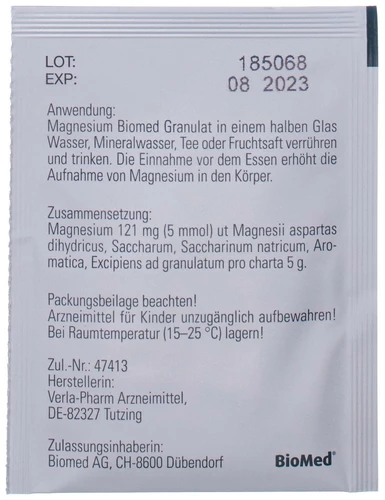 LOT: 185068
EXP: 08 2023
Anwendung:
Magnesium Biomed Granulat in einem halben Glas
Wasser, Mineralwasser, Tee oder Fruchtsaft verrühren
und trinken. Die Einnahme vor dem Essen erhöht die
Aufnahme von Magnesium in den Körper.
Zusammensetzung:
Magnesium 121 mg (5 mmol) ut Magnesii aspartas
dihydricus, Saccharum, Saccharinum natricum, Aro-
matica, Excipiens ad granulatum pro charta 5 g.
Packungsbeilage beachten!
Arzneimittel für Kinder unzugänglich aufbewahren!
Bei Raumtemperatur (15–25 °C) lagern!
Zul.-Nr.: 47413
Herstellerin:
Verla-Pharm Arzneimittel,
DE-82327 Tutzing
Zulassungsinhaberin:
Biomed AG, CH-8600 Dübendorf
BioMed®